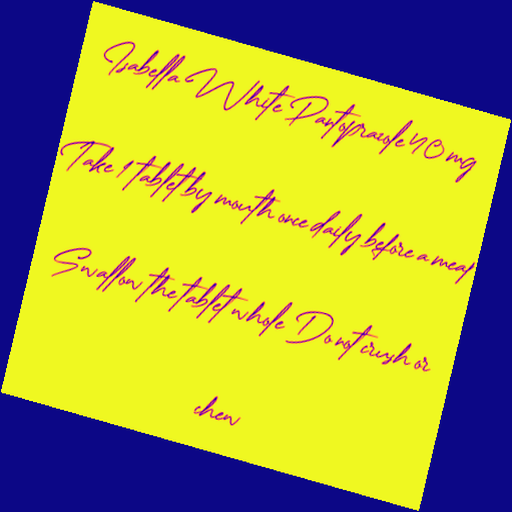 Isabella White Pantoprazole 40 mg
Take 1 tablet by mouth once daily before a meal
Swallow the tablet whole Do not crush or
chew